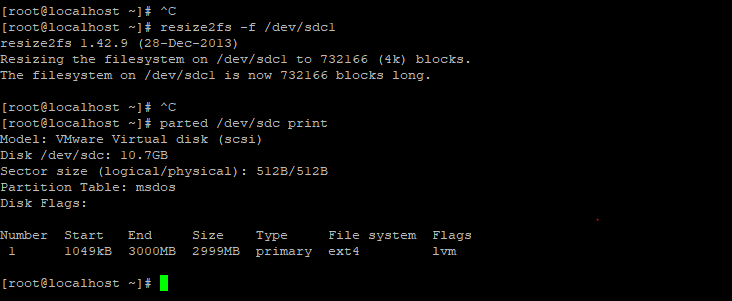 [root@localhost ~]# ^C
[root@localhost ~]# resize2fs -f /dev/sdc1
resize2fs 1.42.9 (28-Dec-2013)
Resizing the filesystem on /dev/sdc1 to 732166 (4k) blocks.
The filesystem on /dev/sdc1 is now 732166 blocks long.
[root@localhost ~]# ^C
[root@localhost ~]# parted /dev/sdc print
Model: VMware Virtual disk (scsi)
Disk /dev/sdc: 10.7GB
Sector size (logical/physical): 512B/512B
Partition Table: msdos
Disk Flags:
Number  Start   End     Size    Type     File system  Flags
 1      1049kB  3000MB  2999MB  primary  ext4         lvm
[root@localhost ~]#